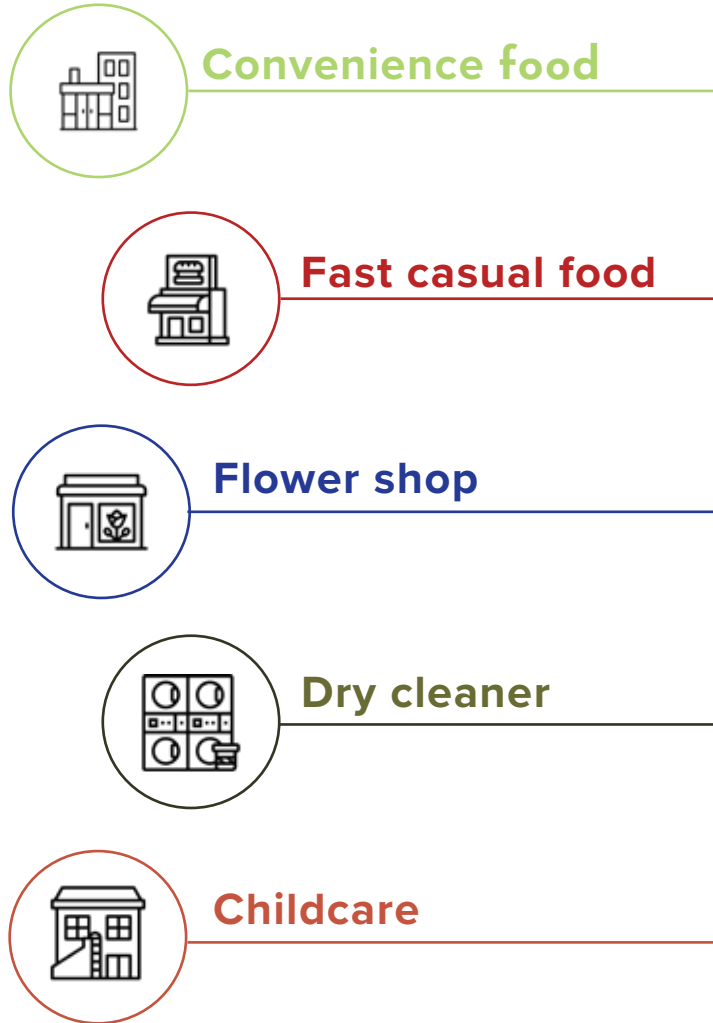 Convenience food
Fast casual food
Flower shop
Dry cleaner
Childcare